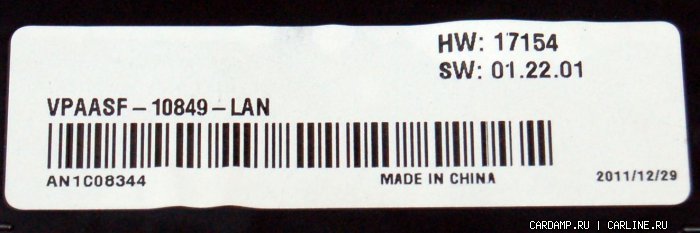 HW: 17154
SW: 01.22.01
VPAASF-10849-LAN
AN1C08344
MADE IN CHINA
2011/12/29
CARDAMP.RU | CARLINE.RU